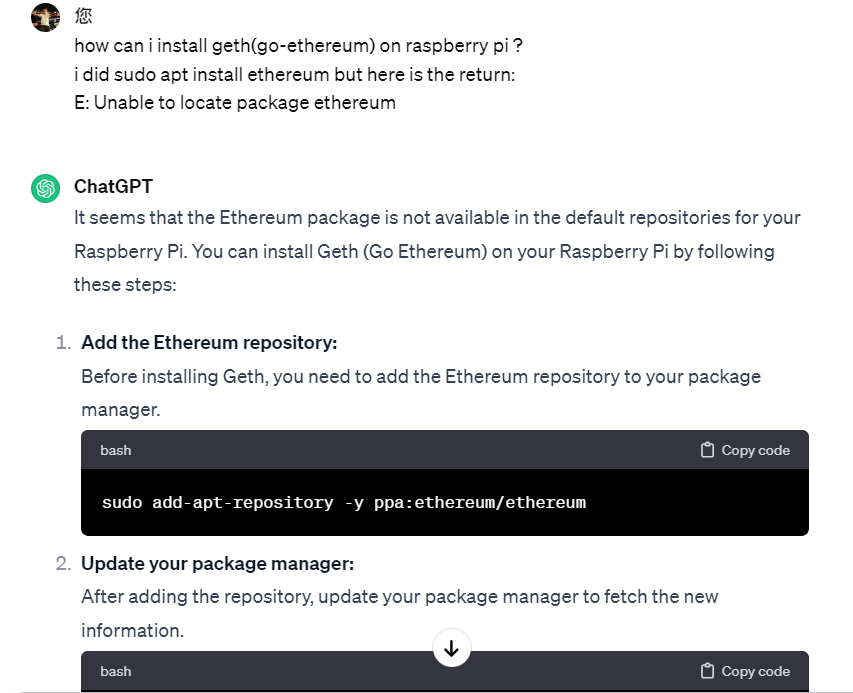 您
how can i install geth(go-ethereum) on raspberry pi ?
i did sudo apt install ethereum but here is the return:
E: Unable to locate package ethereum
ChatGPT
It seems that the Ethereum package is not available in the default repositories for your
Raspberry Pi. You can install Geth (Go Ethereum) on your Raspberry Pi by following
these steps:
1. Add the Ethereum repository:
Before installing Geth, you need to add the Ethereum repository to your package
manager.
bash Copy code
sudo add-apt-repository -y ppa:ethereum/ethereum
2. Update your package manager:
After adding the repository, update your package manager to fetch the new
information.
bash Copy code